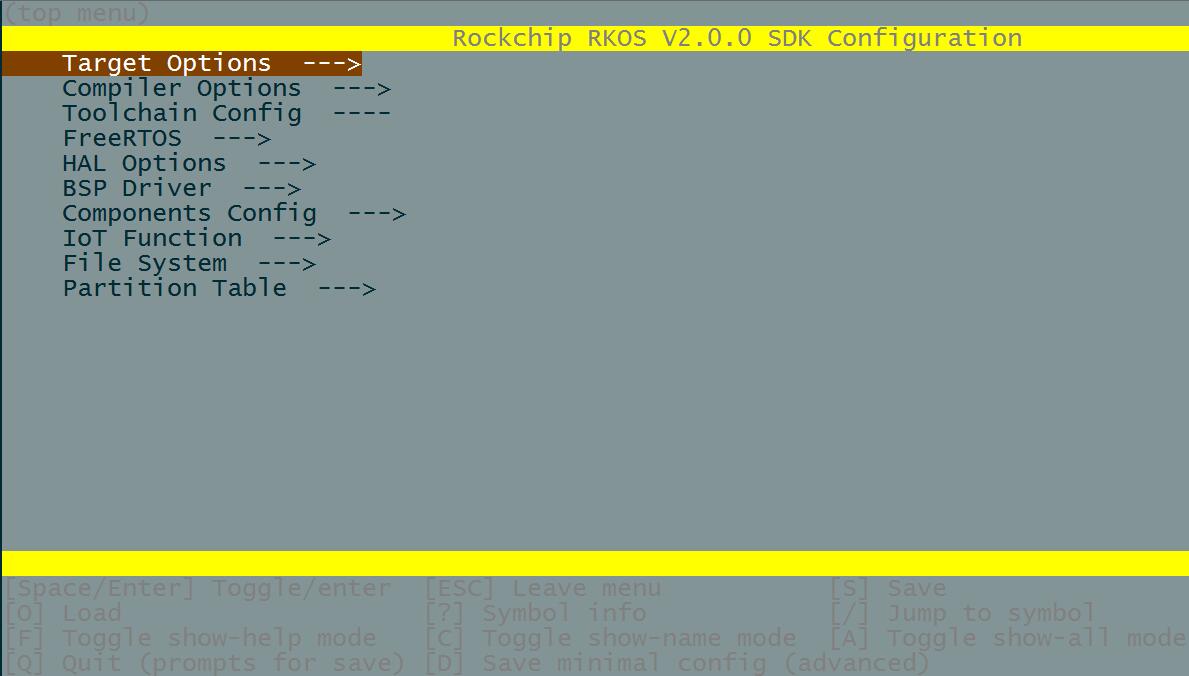 (top menu)
Rockchip RKOS V2.0.0 SDK Configuration
Target Options  --->
Compiler Options  --->
Toolchain Config  ----
FreeRTOS  --->
HAL Options  --->
BSP Driver  --->
Components Config  --->
IoT Function  --->
File System  --->
Partition Table  --->
[Space/Enter] Toggle/enter  [ESC] Leave menu           [S] Save
[O] Load                    [?] Symbol info            [/] Jump to symbol
[F] Toggle show-help mode   [C] Toggle show-name mode  [A] Toggle show-all mode
[Q] Quit (prompts for save) [D] Save minimal config (advanced)